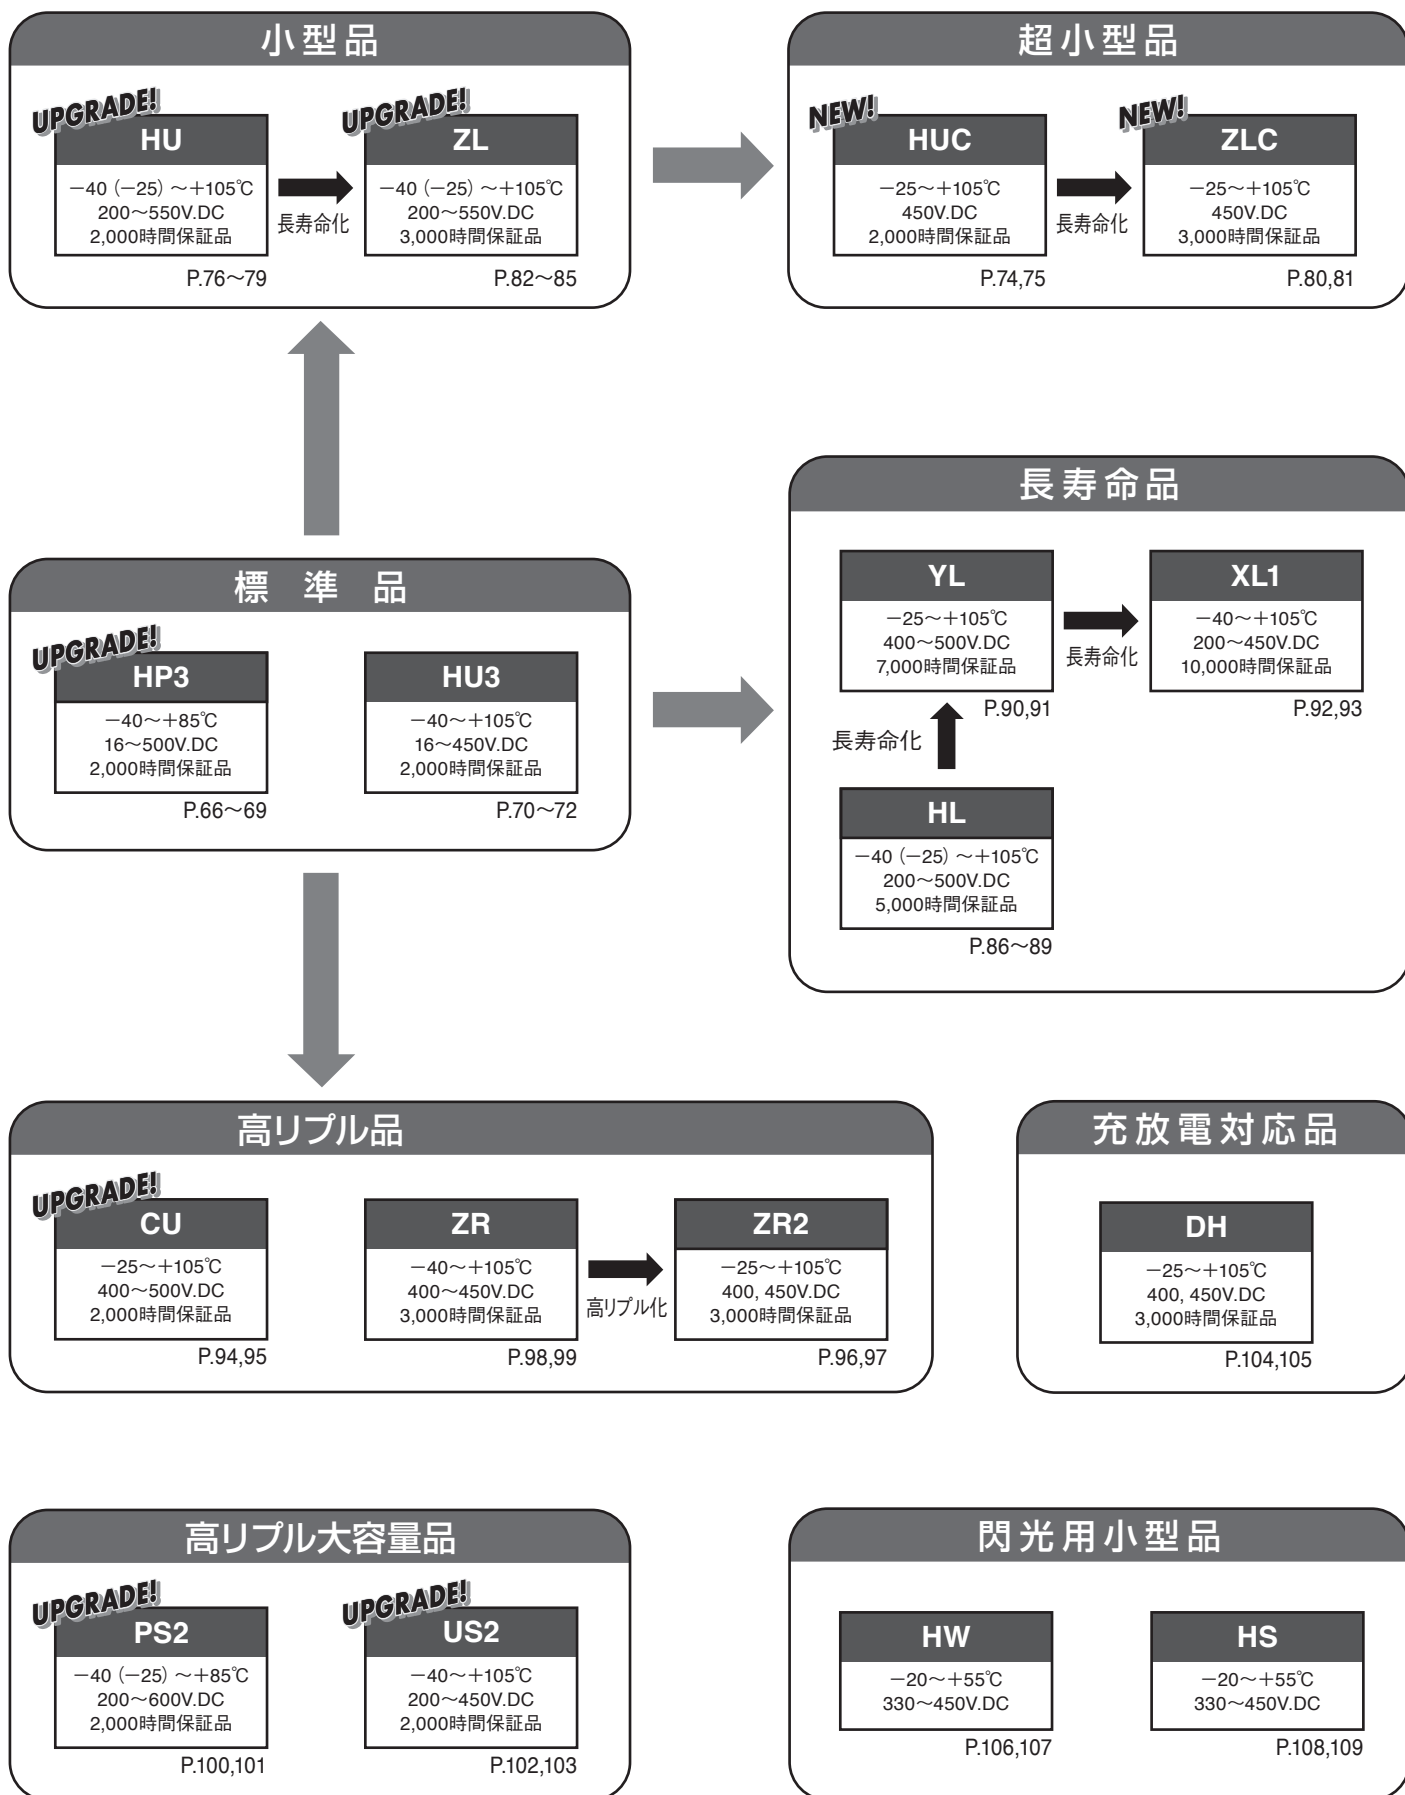 小型品
UPGRADE!
HU
−40（−25）～+105℃
200～550V.DC
2,000時間保証品
P.76～79
長寿命化
UPGRADE!
ZL
−40（−25）～+105℃
200～550V.DC
3,000時間保証品
P.82～85
超小型品
NEW!
HUC
−25～+105℃
450V.DC
2,000時間保証品
P.74,75
長寿命化
NEW!
ZLC
−25～+105℃
450V.DC
3,000時間保証品
P.80,81
標準品
UPGRADE!
HP3
−40～+85℃
16～500V.DC
2,000時間保証品
P.66～69
HU3
−40～+105℃
16～450V.DC
2,000時間保証品
P.70～72
長寿命品
YL
−25～+105℃
400～500V.DC
7,000時間保証品
P.90,91
長寿命化
XL1
−40～+105℃
200～450V.DC
10,000時間保証品
P.92,93
長寿命化
HL
−40（−25）～+105℃
200～500V.DC
5,000時間保証品
P.86～89
高リプル品
UPGRADE!
CU
−25～+105℃
400～500V.DC
2,000時間保証品
P.94,95
ZR
−40～+105℃
400～450V.DC
3,000時間保証品
P.98,99
高リプル化
ZR2
−25～+105℃
400, 450V.DC
3,000時間保証品
P.96,97
充放電対応品
DH
−25～+105℃
400, 450V.DC
3,000時間保証品
P.104,105
高リプル大容量品
UPGRADE!
PS2
−40（−25）～+85℃
200～600V.DC
2,000時間保証品
P.100,101
UPGRADE!
US2
−40～+105℃
200～450V.DC
2,000時間保証品
P.102,103
閃光用小型品
HW
−20～+55℃
330～450V.DC
P.106,107
HS
−20～+55℃
330～450V.DC
P.108,109